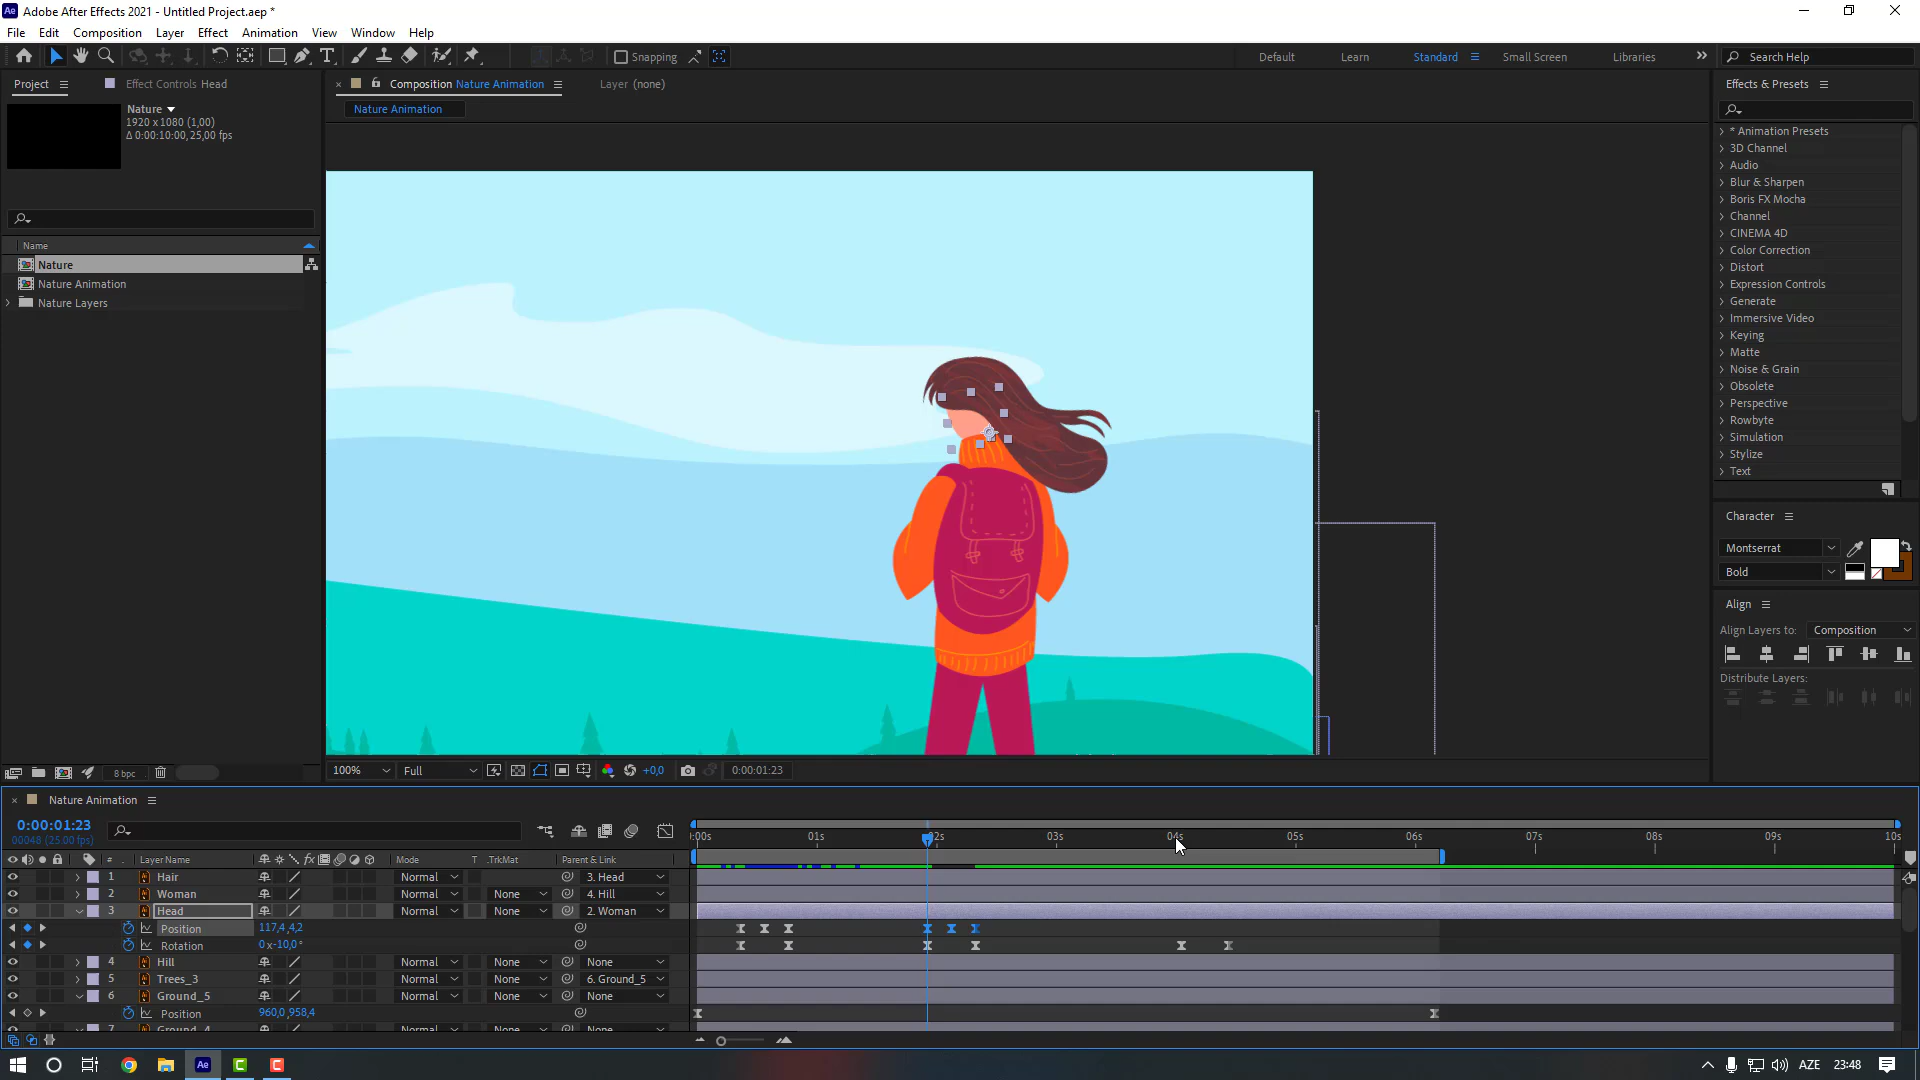 Adobe After Effects 2021 - Untitled Project.aep *
File Edit Composition Layer Effect Animation View Window Help
Snapping Default Learn Standard Small Screen Libraries Search Help
Project Effect Controls Head Composition Nature Animation Layer (none) Effects & Presets
Nature
1920 x 1080 (1,00)
Δ 0:00:10:00, 25,00 fps
Nature Animation
Name
Nature
Nature Animation
Nature Layers
* Animation Presets
3D Channel
Audio
Blur & Sharpen
Boris FX Mocha
Channel
CINEMA 4D
Color Correction
Distort
Expression Controls
Generate
Immersive Video
Keying
Matte
Noise & Grain
Obsolete
Perspective
Rowbyte
Simulation
Stylize
Text
Character
Montserrat
Bold
Align
Align Layers to: Composition
Distribute Layers:
8 bpc
100% Full +0,0 0:00:01:23
Nature Animation
0:00:01:23
00048 (25.00 fps)
:00s 01s 02s 03s 04s 05s 06s 07s 08s 09s 10s
# Layer Name fx Mode T .TrkMat Parent & Link
1 Hair Normal 3. Head
2 Woman Normal None 4. Hill
3 Head Normal None 2. Woman
Position 117,4 ,4,2
Rotation 0 x-10,0°
4 Hill Normal None None
5 Trees_3 Normal None 6. Ground_5
6 Ground_5 Normal None None
Position 960,0 ,958,4
7 Ground_4
Ae AZE 23:48